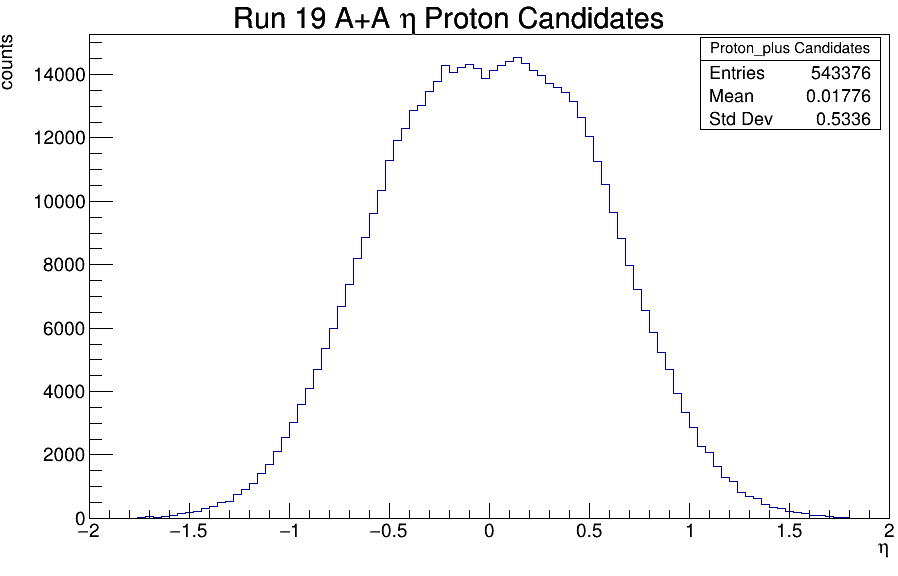 Run 19 A+A η Proton Candidates
counts
Proton_plus Candidates
Entries 543376
Mean 0.01776
Std Dev 0.5336
14000
12000
10000
8000
6000
4000
2000
0
−2 −1.5 −1 −0.5 0 0.5 1 1.5 2
η